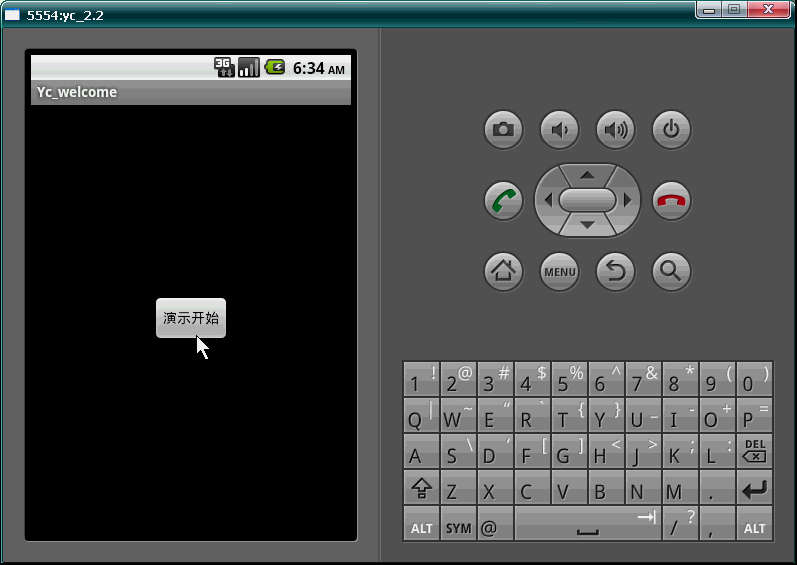 5554:yc_2.2
3G 6:34 AM
Yc_welcome
演示开始
MENU
1 ! 2 @ 3 # 4 $ 5 % 6 ^ 7 & 8 * 9 ( 0 )
Q | W ~ E “ R ` T { Y } U _ I - O + P =
A S \ D ‘ F [ G ] H < J > K ; L : DEL
Z X C V B N M .
ALT SYM @ / ? , ALT